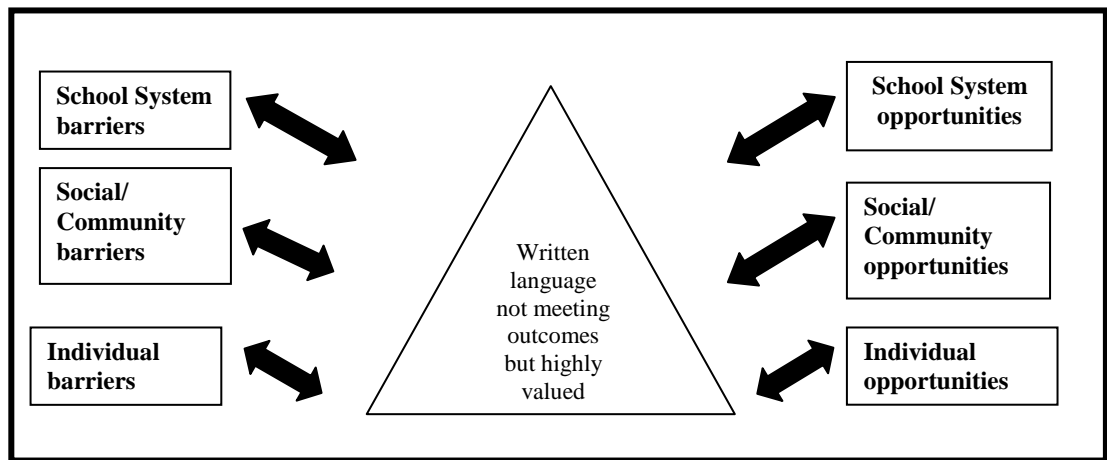 School System
barriers
Social/
Community
barriers
Individual
barriers
Written
language
not meeting
outcomes
but highly
valued
School System
opportunities
Social/
Community
opportunities
Individual
opportunities